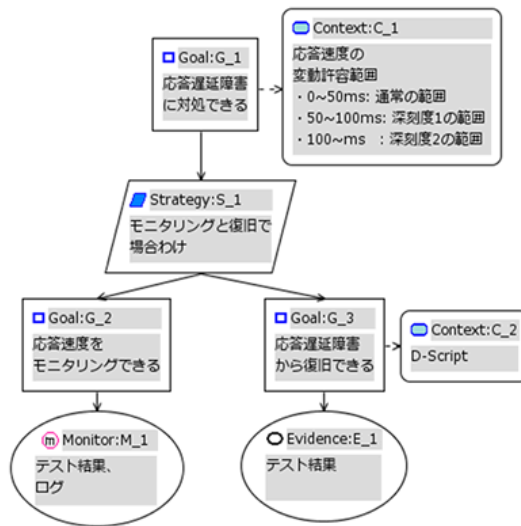 Goal:G_1
応答遅延障害
に対処できる
Context:C_1
応答速度の
変動許容範囲
・0~50ms: 通常の範囲
・50~100ms: 深刻度1の範囲
・100~ms ：深刻度2の範囲
Strategy:S_1
モニタリングと復旧で
場合わけ
Goal:G_2
応答速度を
モニタリングできる
Goal:G_3
応答遅延障害
から復旧できる
Context:C_2
D-Script
m Monitor:M_1
テスト結果、
ログ
Evidence:E_1
テスト結果